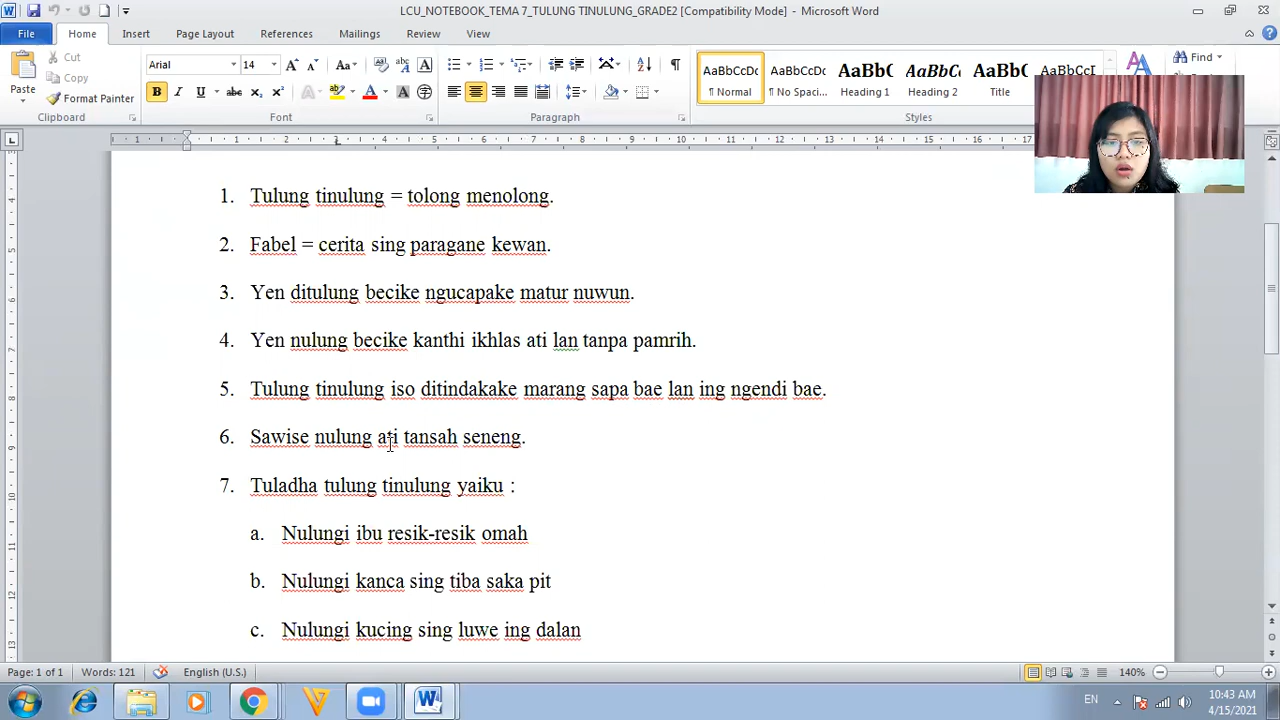 LCU_NOTEBOOK_TEMA 7_TULUNG TINULUNG_GRADE2 [Compatibility Mode] - Microsoft Word
File Home Insert Page Layout References Mailings Review View
Cut
Copy
Format Painter
Paste
Arial 14
AaBbCcDc AaBbCcDc AaBbC AaBbCc AaBb
¶ Normal ¶ No Spaci... Heading 1 Heading 2 Title
Find
Clipboard Font Paragraph Styles
1. Tulung tinulung = tolong menolong.
2. Fabel = cerita sing paragane kewan.
3. Yen ditulung becike ngucapake matur nuwun.
4. Yen nulung becike kanthi ikhlas ati lan tanpa pamrih.
5. Tulung tinulung iso ditindakake marang sapa bae lan ing ngendi bae.
6. Sawise nulung ati tansah seneng.
7. Tuladha tulung tinulung yaiku :
a. Nulungi ibu resik-resik omah
b. Nulungi kanca sing tiba saka pit
c. Nulungi kucing sing luwe ing dalan
Page: 1 of 1 Words: 121 English (U.S.) 140%
EN 10:43 AM
4/15/2021